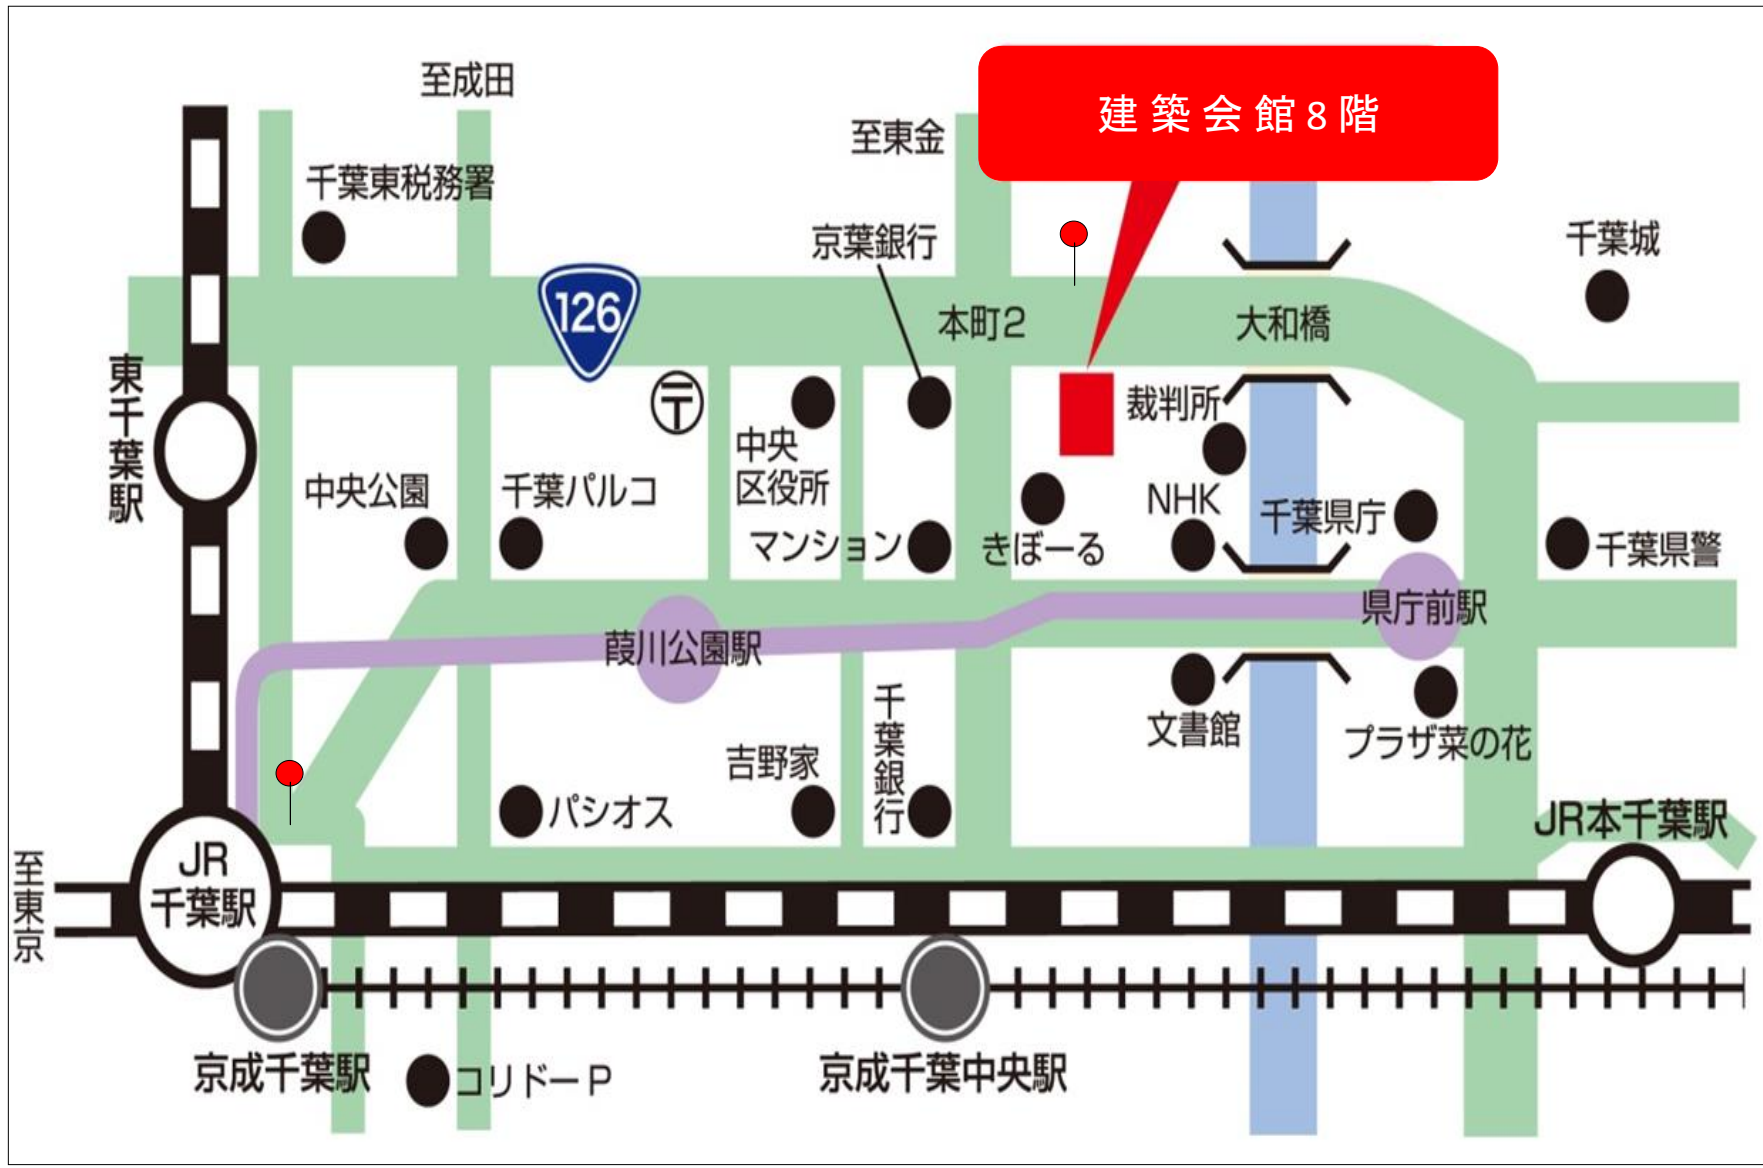 至成田
建築会館8階
至東金
千葉東税務署
京葉銀行
千葉城
126
本町2
大和橋
東千葉駅
〒
裁判所
中央
区役所
中央公園
千葉パルコ
NHK
千葉県庁
マンション
きぼーる
千葉県警
県庁前駅
葭川公園駅
千葉銀行
文書館
プラザ菜の花
吉野家
パシオス
JR本千葉駅
JR
千葉駅
至東京
京成千葉駅
コリドーP
京成千葉中央駅